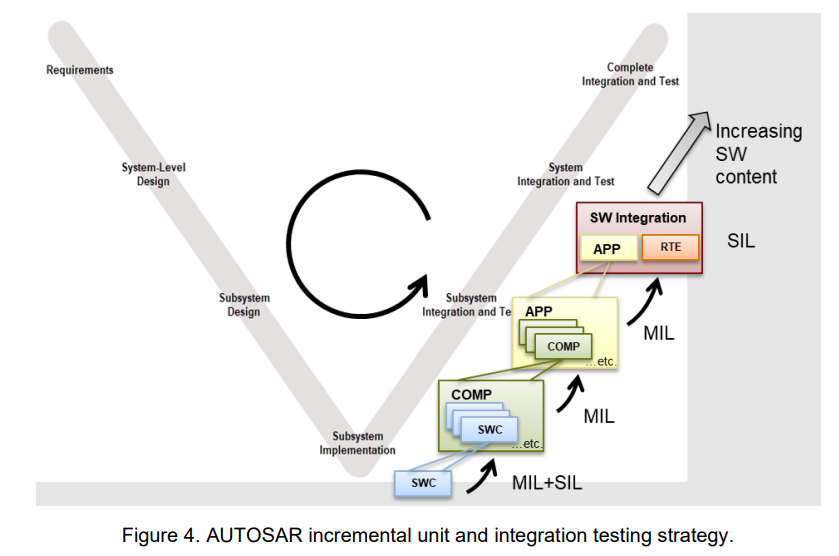 Requirements
Complete
Integration and Test
Increasing
SW
content
System-Level
Design
System
Integration and Test
SW Integration
APP
RTE
SIL
Subsystem
Design
Subsystem
Integration and Te
APP
COMP
...etc.
MIL
COMP
SWC
...etc.
MIL
Subsystem
Implementation
SWC
MIL+SIL
Figure 4. AUTOSAR incremental unit and integration testing strategy.